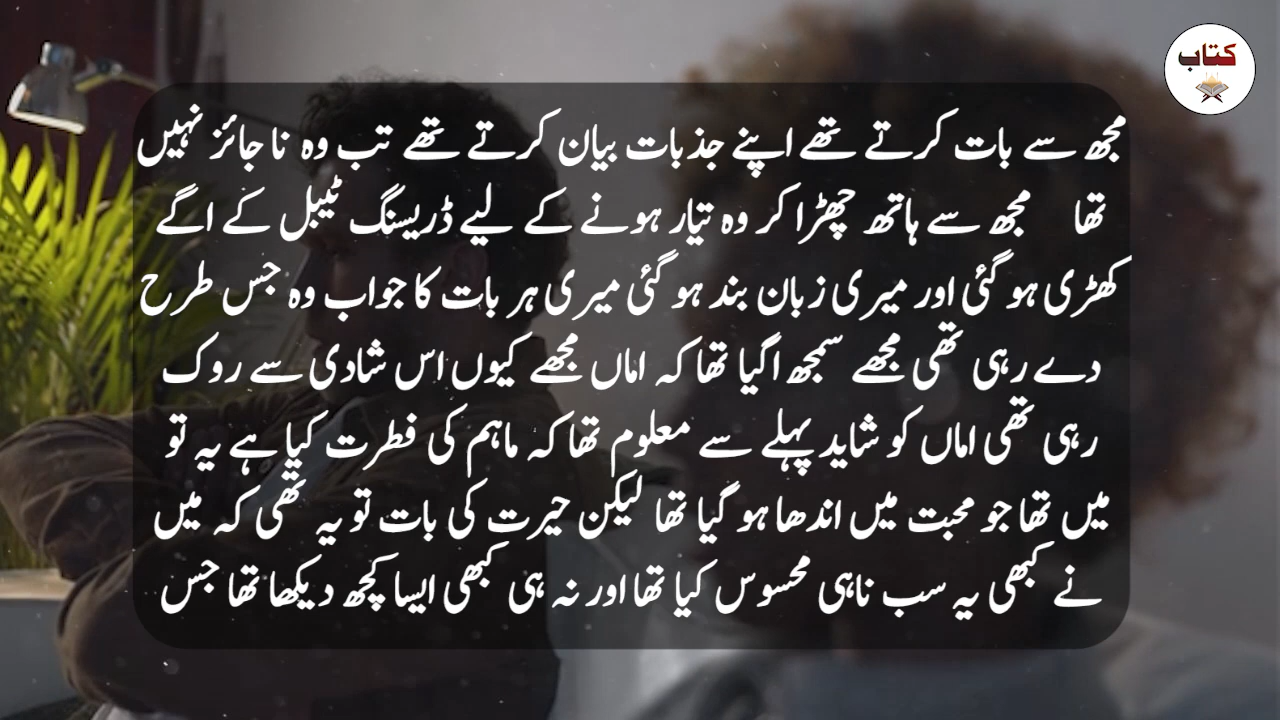 کتاب
مجھ سے بات کرتے تھے اپنے جذبات بیان کرتے تھے تب وہ ناجائز نہیں
تھا مجھ سے ہاتھ چھڑا کر وہ تیار ہونے کے لیے ڈریسنگ ٹیبل کے اگے
کھڑی ہو گئی اور میری زبان بند ہو گئی میری ہر بات کا جواب وہ جس طرح
دے رہی تھی مجھے سمجھ اگیا تھا کہ اماں مجھے کیوں اس شادی سے روک
رہی تھی اماں کو شاید پہلے سے معلوم تھا کہ ماہم کی فطرت کیا ہے یہ تو
میں تھا جو محبت میں اندھا ہو گیا تھا لیکن حیرت کی بات تو یہ تھی کہ میں
نے کبھی یہ سب ناہی محسوس کیا تھا اور نہ ہی کبھی ایسا کچھ دیکھا تھا جس